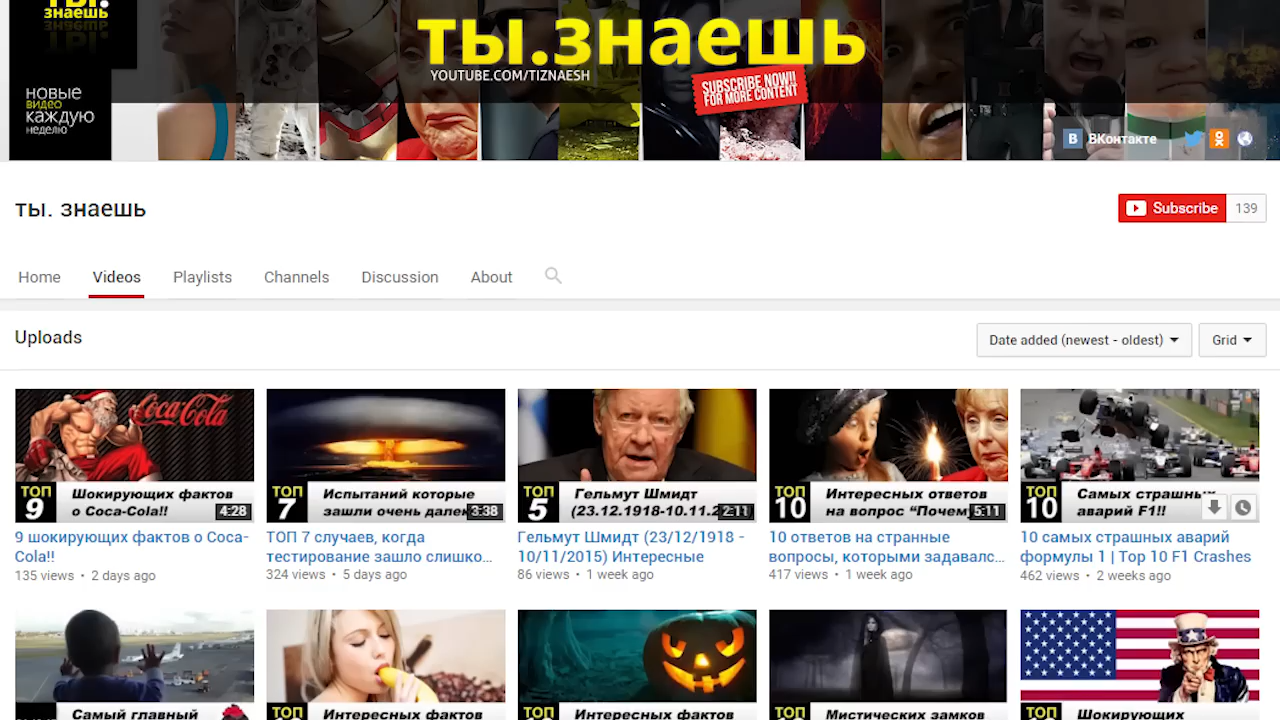 ты.
знаешь
ты.знаешь
YOUTUBE.COM/TIZNAESH
SUBSCRIBE NOW!!
FOR MORE CONTENT
новые
видео
каждую
неделю
ВКонтакте
ты. знаешь
Subscribe 139
Home Videos Playlists Channels Discussion About
Uploads
Date added (newest - oldest) Grid
ТОП 9
Шокирующих фактов
о Coca-Cola!!
4:28
ТОП 7
Испытаний которые
зашли очень
3:38
ТОП 5
Гельмут Шмидт
(23.12.1918-10.11.2
2:11
ТОП 10
Интересных ответов
на вопрос "Почему
5:11
ТОП 10
Самых страшных
аварий F1!!
9 шокирующих фактов о Coca-
Cola!!
135 views • 2 days ago
ТОП 7 случаев, когда
тестирование зашло слишко...
324 views • 5 days ago
Гельмут Шмидт (23/12/1918 -
10/11/2015) Интересные
86 views • 1 week ago
10 ответов на странные
вопросы, которыми задавалс...
417 views • 1 week ago
10 самых страшных аварий
формулы 1 | Top 10 F1 Crashes
462 views • 2 weeks ago
Самый главный
ТОП
Интересных фактов
ТОП
Интересных фактов
ТОП
Мистических замков
ТОП
Шокирующих